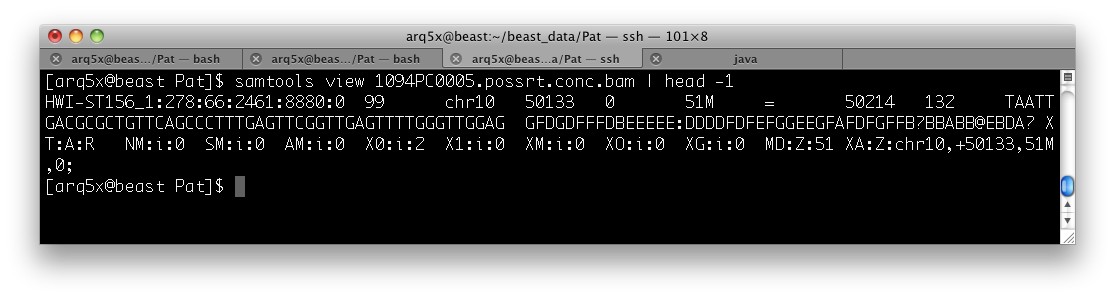 arq5x@beast:~/beast_data/Pat — ssh — 101×8
arq5x@beas…/Pat — bash arq5x@beas…/Pat — bash arq5x@beas…a/Pat — ssh java
[arq5x@beast Pat]$ samtools view 1094PC0005.possrt.conc.bam | head -1
HWI-ST156_1:278:66:2461:8880:0 99 chr10 50133 0 51M = 50214 132 TAATT
GACGCGCTGTTCAGCCCTTTGAGTTCGGTTGAGTTTTGGGTTGGAG GFDGDFFFDBEEEEE:DDDDFDFEFGGEEGFAFDFGFFB?BBABB@EBDA? X
T:A:R NM:i:0 SM:i:0 AM:i:0 X0:i:2 X1:i:0 XM:i:0 XO:i:0 XG:i:0 MD:Z:51 XA:Z:chr10,+50133,51M
,0;
[arq5x@beast Pat]$